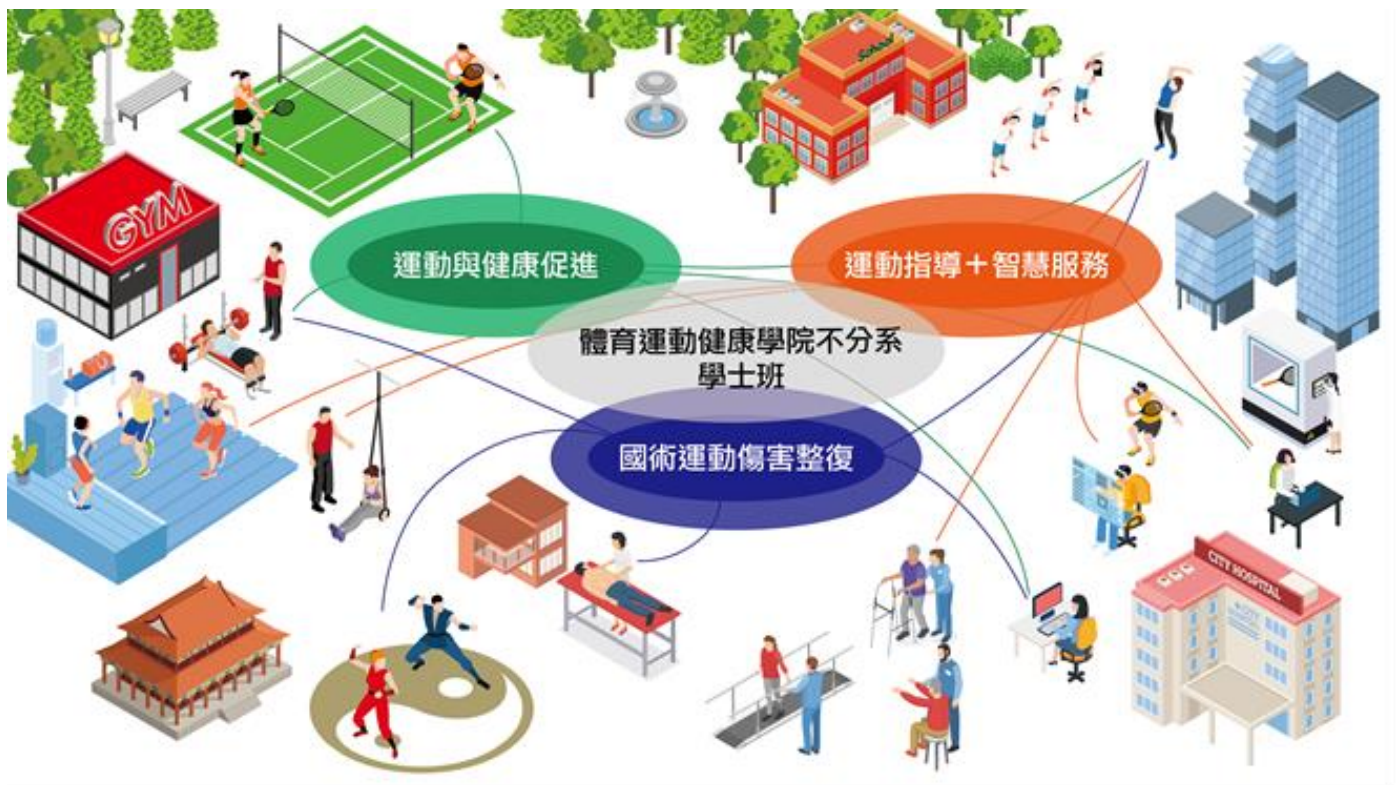 School
GYM
運動與健康促進
運動指導＋智慧服務
體育運動健康學院不分系
學士班
國術運動傷害整復
CITY HOSPITAL